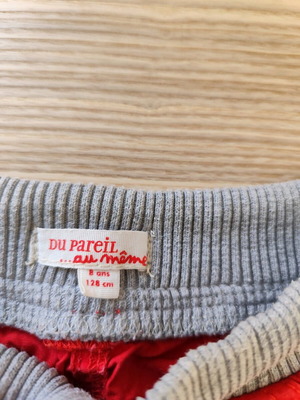 DU PAREIL
...au même
8 ans
128 cm